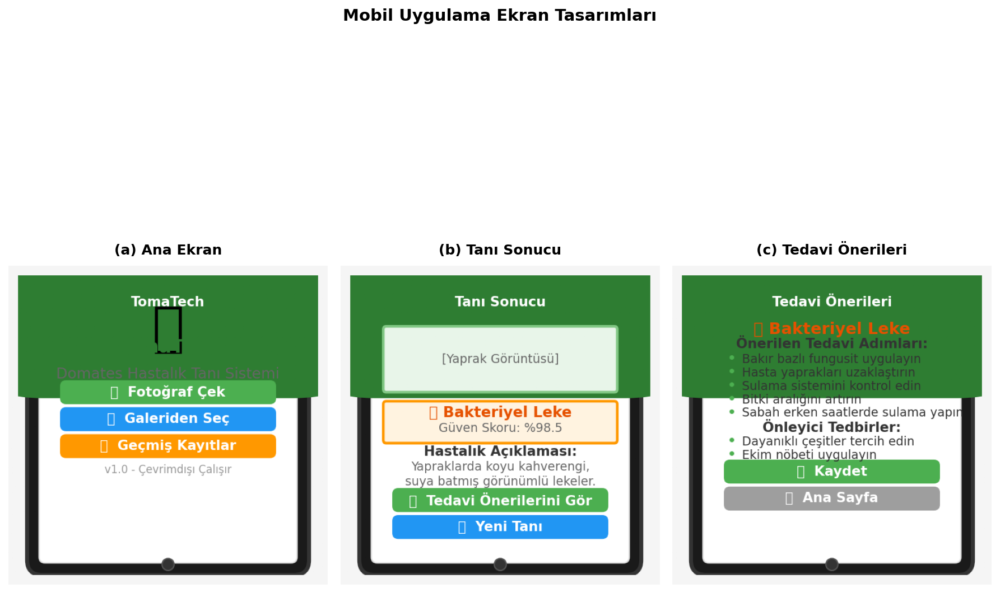 Mobil Uygulama Ekran Tasarımları
(a) Ana Ekran
TomaTech
Domates Hastalık Tanı Sistemi
Fotoğraf Çek
Galeriden Seç
Geçmiş Kayıtlar
v1.0 - Çevrimdışı Çalışır
(b) Tanı Sonucu
Tanı Sonucu
[Yaprak Görüntüsü]
Bakteriyel Leke
Güven Skoru: %98.5
Hastalık Açıklaması:
Yapraklarda koyu kahverengi,
suya batmış görünümlü lekeler.
Tedavi Önerilerini Gör
Yeni Tanı
(c) Tedavi Önerileri
Tedavi Önerileri
Bakteriyel Leke
Önerilen Tedavi Adımları:
• Bakır bazlı fungusit uygulayın
• Hasta yaprakları uzaklaştırın
• Sulama sistemini kontrol edin
• Bitki aralığını artırın
• Sabah erken saatlerde sulama yapın
Önleyici Tedbirler:
• Dayanıklı çeşitler tercih edin
• Ekim nöbeti uygulayın
Kaydet
Ana Sayfa